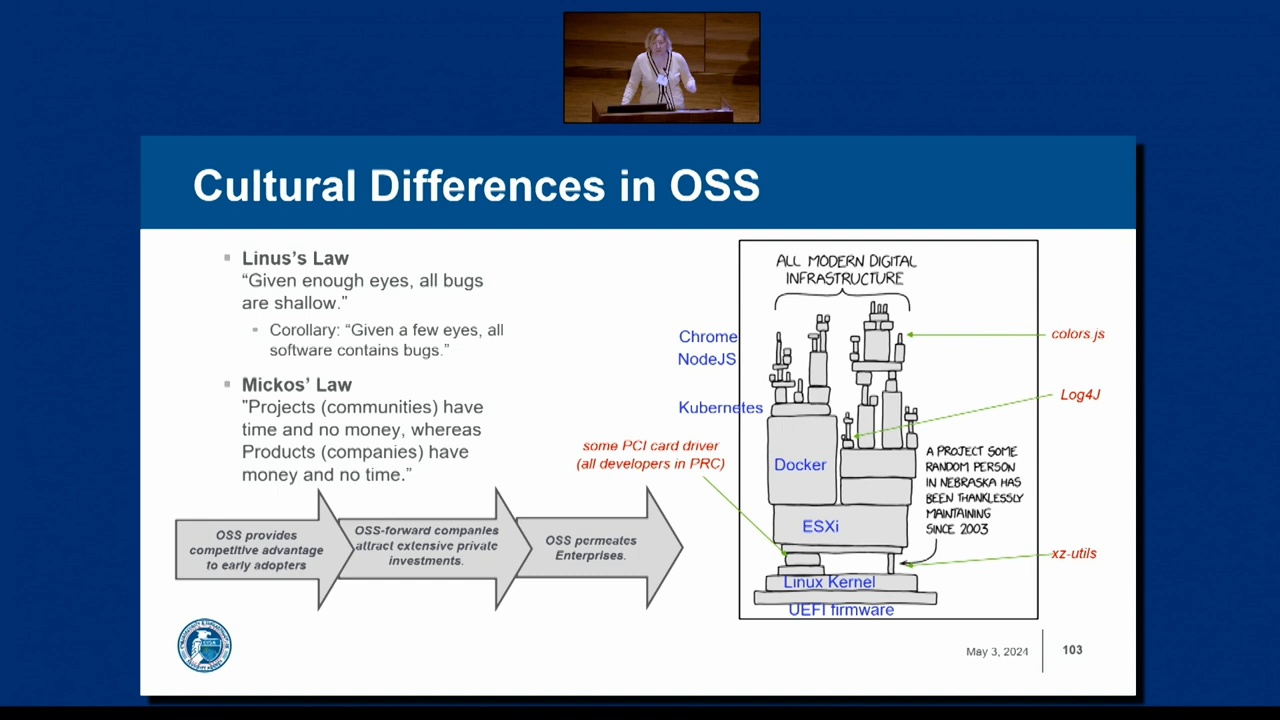 Cultural Differences in OSS
Linus's Law
“Given enough eyes, all bugs
are shallow.”
Corollary: “Given a few eyes, all
software contains bugs.”
Mickos’ Law
"Projects (communities) have
time and no money, whereas
Products (companies) have
money and no time.”
OSS provides
competitive advantage
to early adopters
OSS-forward companies
attract extensive private
investments.
OSS permeates
Enterprises.
ALL MODERN DIGITAL
INFRASTRUCTURE
Chrome
NodeJS
Kubernetes
some PCI card driver
(all developers in PRC)
Docker
ESXi
Linux Kernel
UEFI firmware
colors.js
Log4J
A PROJECT SOME
RANDOM PERSON
IN NEBRASKA HAS
BEEN THANKLESSLY
MAINTAINING
SINCE 2003
xz-utils
May 3, 2024
103